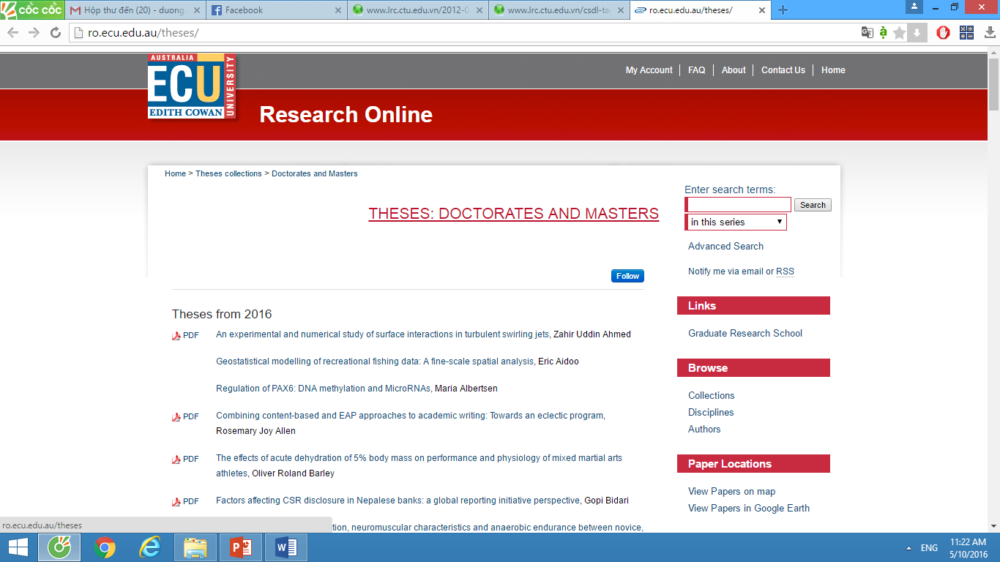 CỐC CỐC
Hộp thư đến (20) - duong
Facebook
www.lrc.ctu.edu.vn/2012-0
www.lrc.ctu.edu.vn/csdl-ta
ro.ecu.edu.au/theses/
ro.ecu.edu.au/theses/
AUSTRALIA
ECU
EDITH COWAN
UNIVERSITY
My Account
FAQ
About
Contact Us
Home
Research Online
Home > Theses collections > Doctorates and Masters
THESES: DOCTORATES AND MASTERS
Follow
Theses from 2016
PDF An experimental and numerical study of surface interactions in turbulent swirling jets, Zahir Uddin Ahmed
Geostatistical modelling of recreational fishing data: A fine-scale spatial analysis, Eric Aidoo
Regulation of PAX6: DNA methylation and MicroRNAs, Maria Albertsen
PDF Combining content-based and EAP approaches to academic writing: Towards an eclectic program,
Rosemary Joy Allen
PDF The effects of acute dehydration of 5% body mass on performance and physiology of mixed martial arts
athletes, Oliver Roland Barley
PDF Factors affecting CSR disclosure in Nepalese banks: a global reporting initiative perspective, Gopi Bidari
tion, neuromuscular characteristics and anaerobic endurance between novice,
Enter search terms:
Search
in this series
Advanced Search
Notify me via email or RSS
Links
Graduate Research School
Browse
Collections
Disciplines
Authors
Paper Locations
View Papers on map
View Papers in Google Earth
ro.ecu.edu.au/theses
ENG
11:22 AM
5/10/2016